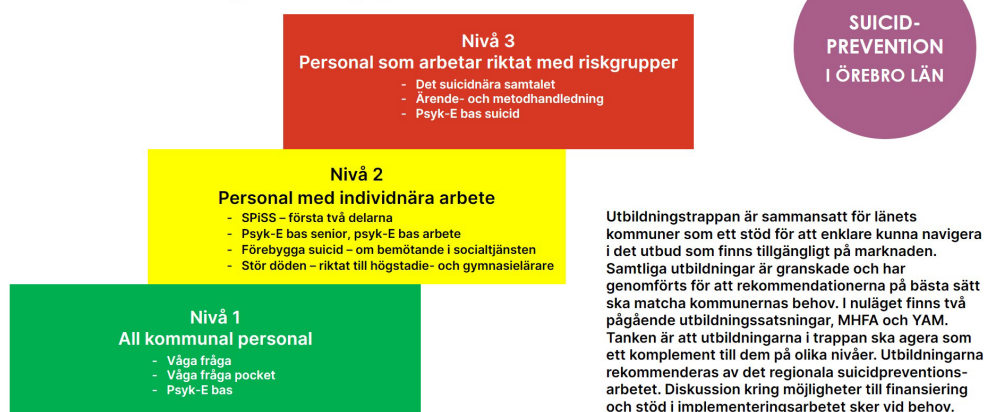 SUICID-
PREVENTION
I ÖREBRO LÄN
Nivå 3
Personal som arbetar riktat med riskgrupper
- Det suicidnära samtalet
- Ärende- och metodhandledning
- Psyk-E bas suicid
Nivå 2
Personal med individnära arbete
- SPiSS – första två delarna
- Psyk-E bas senior, psyk-E bas arbete
- Förebygga suicid – om bemötande i socialtjänsten
- Stör döden – riktat till högstadie- och gymnasielärare
Nivå 1
All kommunal personal
- Våga fråga
- Våga fråga pocket
- Psyk-E bas
Utbildningstrappan är sammansatt för länets
kommuner som ett stöd för att enklare kunna navigera
i det utbud som finns tillgängligt på marknaden.
Samtliga utbildningar är granskade och har
genomförts för att rekommendationerna på bästa sätt
ska matcha kommunernas behov. I nuläget finns två
pågående utbildningssatsningar, MHFA och YAM.
Tanken är att utbildningarna i trappan ska agera som
ett komplement till dem på olika nivåer. Utbildningarna
rekommenderas av det regionala suicidpreventions-
arbetet. Diskussion kring möjligheter till finansiering
och stöd i implementeringsarbetet sker vid behov.